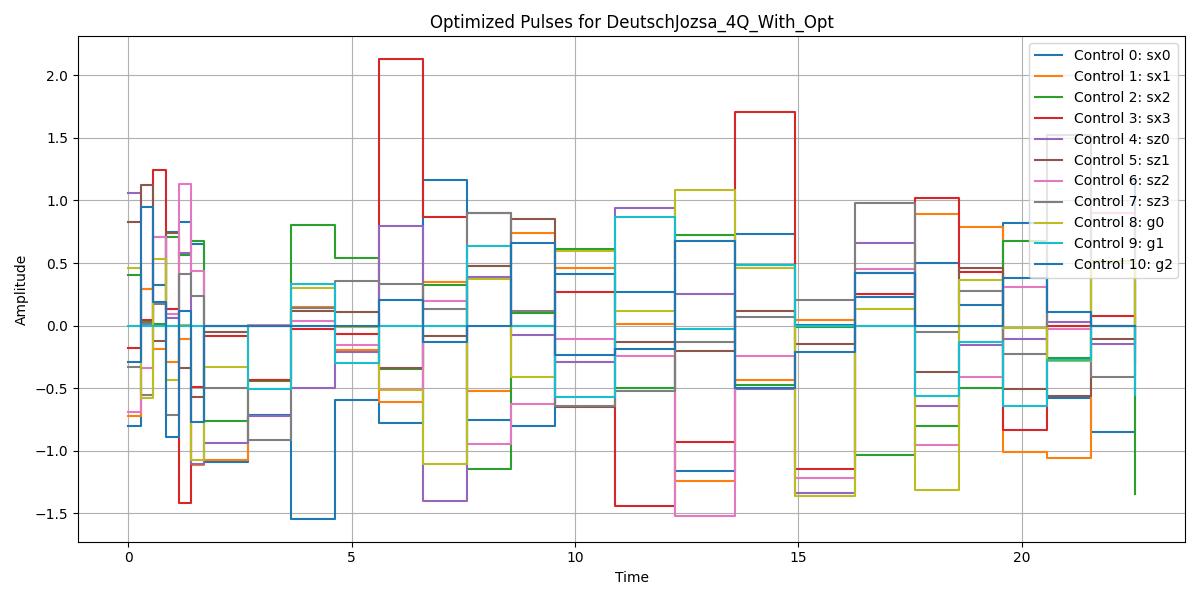 Optimized Pulses for DeutschJozsa_4Q_With_Opt
Amplitude
2.0
1.5
1.0
0.5
0.0
−0.5
−1.0
−1.5
0
5
10
15
20
Time
Control 0: sx0
Control 1: sx1
Control 2: sx2
Control 3: sx3
Control 4: sz0
Control 5: sz1
Control 6: sz2
Control 7: sz3
Control 8: g0
Control 9: g1
Control 10: g2